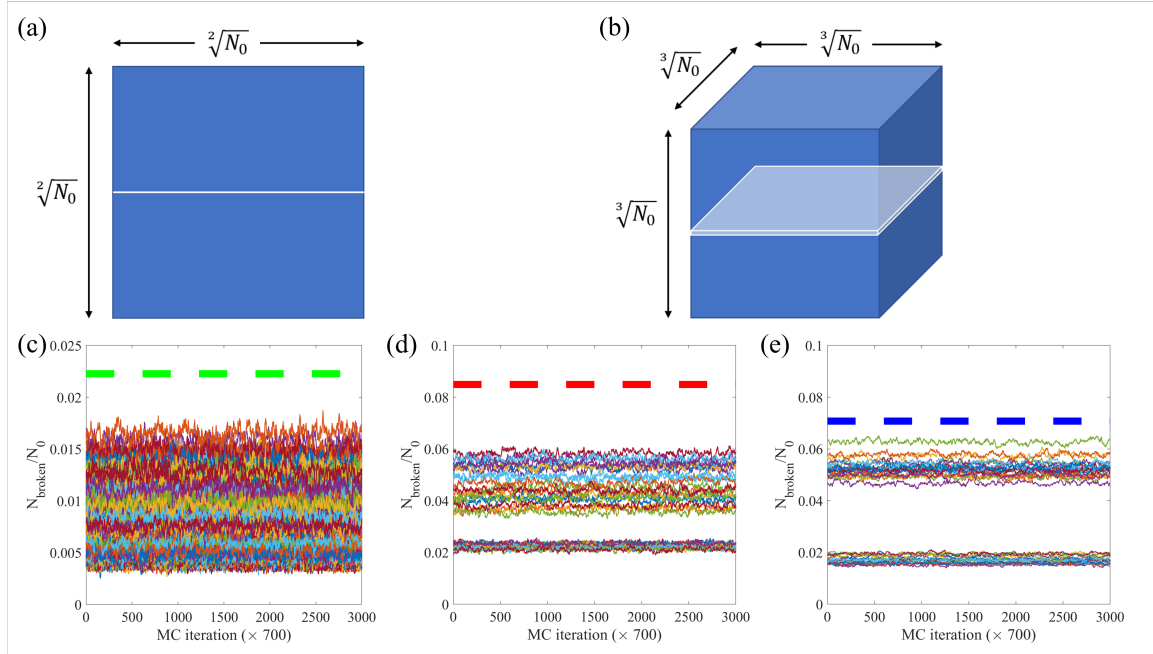 (a)
²√N₀
²√N₀
(b)
³√N₀
³√N₀
³√N₀
(c)
0.025
0.02
0.015
0.01
0.005
0
N_broken/N₀
0 500 1000 1500 2000 2500 3000
MC iteration (× 700)
(d)
0.1
0.08
0.06
0.04
0.02
0
N_broken/N₀
0 500 1000 1500 2000 2500 3000
MC iteration (× 700)
(e)
0.1
0.08
0.06
0.04
0.02
0
N_broken/N₀
0 500 1000 1500 2000 2500 3000
MC iteration (× 700)